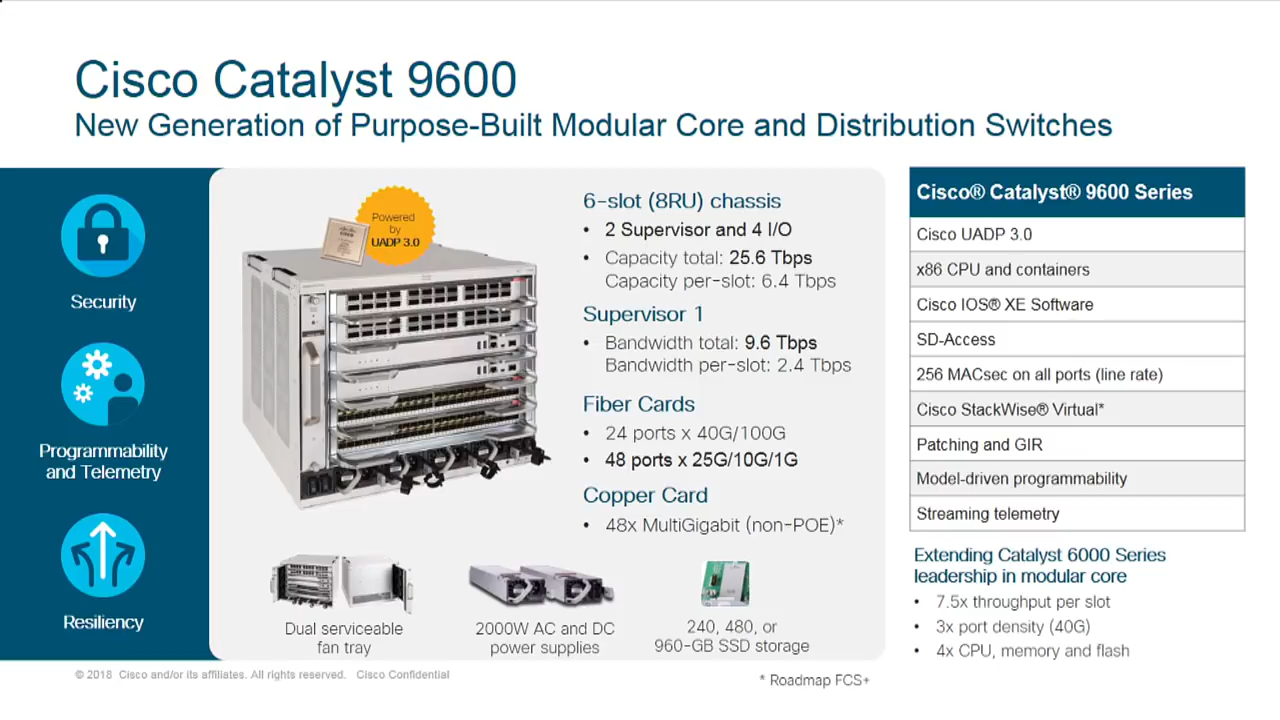 Cisco Catalyst 9600
New Generation of Purpose-Built Modular Core and Distribution Switches
Security
Programmability
and Telemetry
Resiliency
Powered
by
UADP 3.0
6-slot (8RU) chassis
• 2 Supervisor and 4 I/O
• Capacity total: 25.6 Tbps
Capacity per-slot: 6.4 Tbps
Supervisor 1
• Bandwidth total: 9.6 Tbps
Bandwidth per-slot: 2.4 Tbps
Fiber Cards
• 24 ports x 40G/100G
• 48 ports x 25G/10G/1G
Copper Card
• 48x MultiGigabit (non-POE)*
Dual serviceable
fan tray
2000W AC and DC
power supplies
240, 480, or
960-GB SSD storage
Cisco® Catalyst® 9600 Series
Cisco UADP 3.0
x86 CPU and containers
Cisco IOS® XE Software
SD-Access
256 MACsec on all ports (line rate)
Cisco StackWise® Virtual*
Patching and GIR
Model-driven programmability
Streaming telemetry
Extending Catalyst 6000 Series
leadership in modular core
• 7.5x throughput per slot
• 3x port density (40G)
• 4x CPU, memory and flash
© 2018 Cisco and/or its affiliates. All rights reserved. Cisco Confidential
* Roadmap FCS+